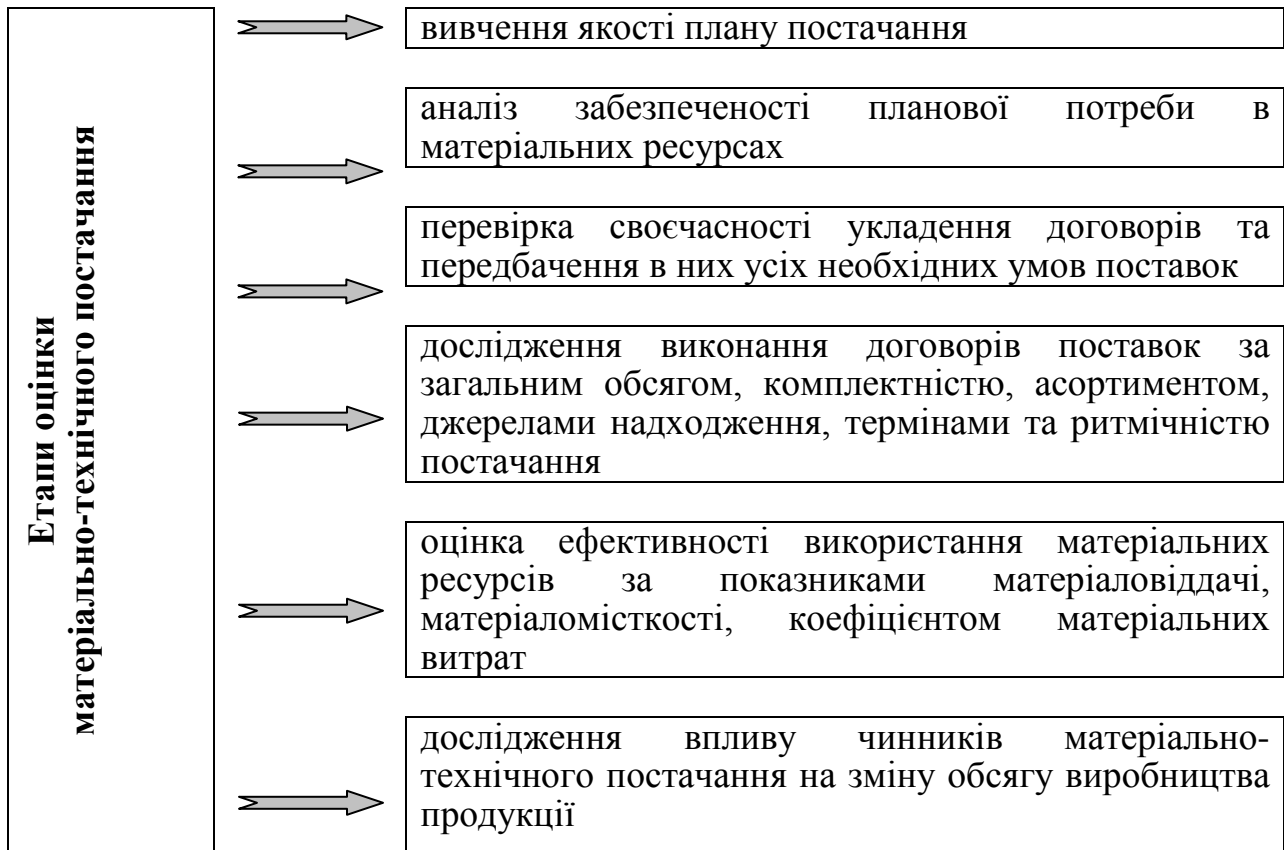 Етапи оцінки
матеріально-технічного постачання
вивчення якості плану постачання
аналіз забезпеченості планової потреби в
матеріальних ресурсах
перевірка своєчасності укладення договорів та
передбачення в них усіх необхідних умов поставок
дослідження виконання договорів поставок за
загальним обсягом, комплектністю, асортиментом,
джерелами надходження, термінами та ритмічністю
постачання
оцінка ефективності використання матеріальних
ресурсів за показниками матеріаловіддачі,
матеріаломісткості, коефіцієнтом матеріальних
витрат
дослідження впливу чинників матеріально-
технічного постачання на зміну обсягу виробництва
продукції